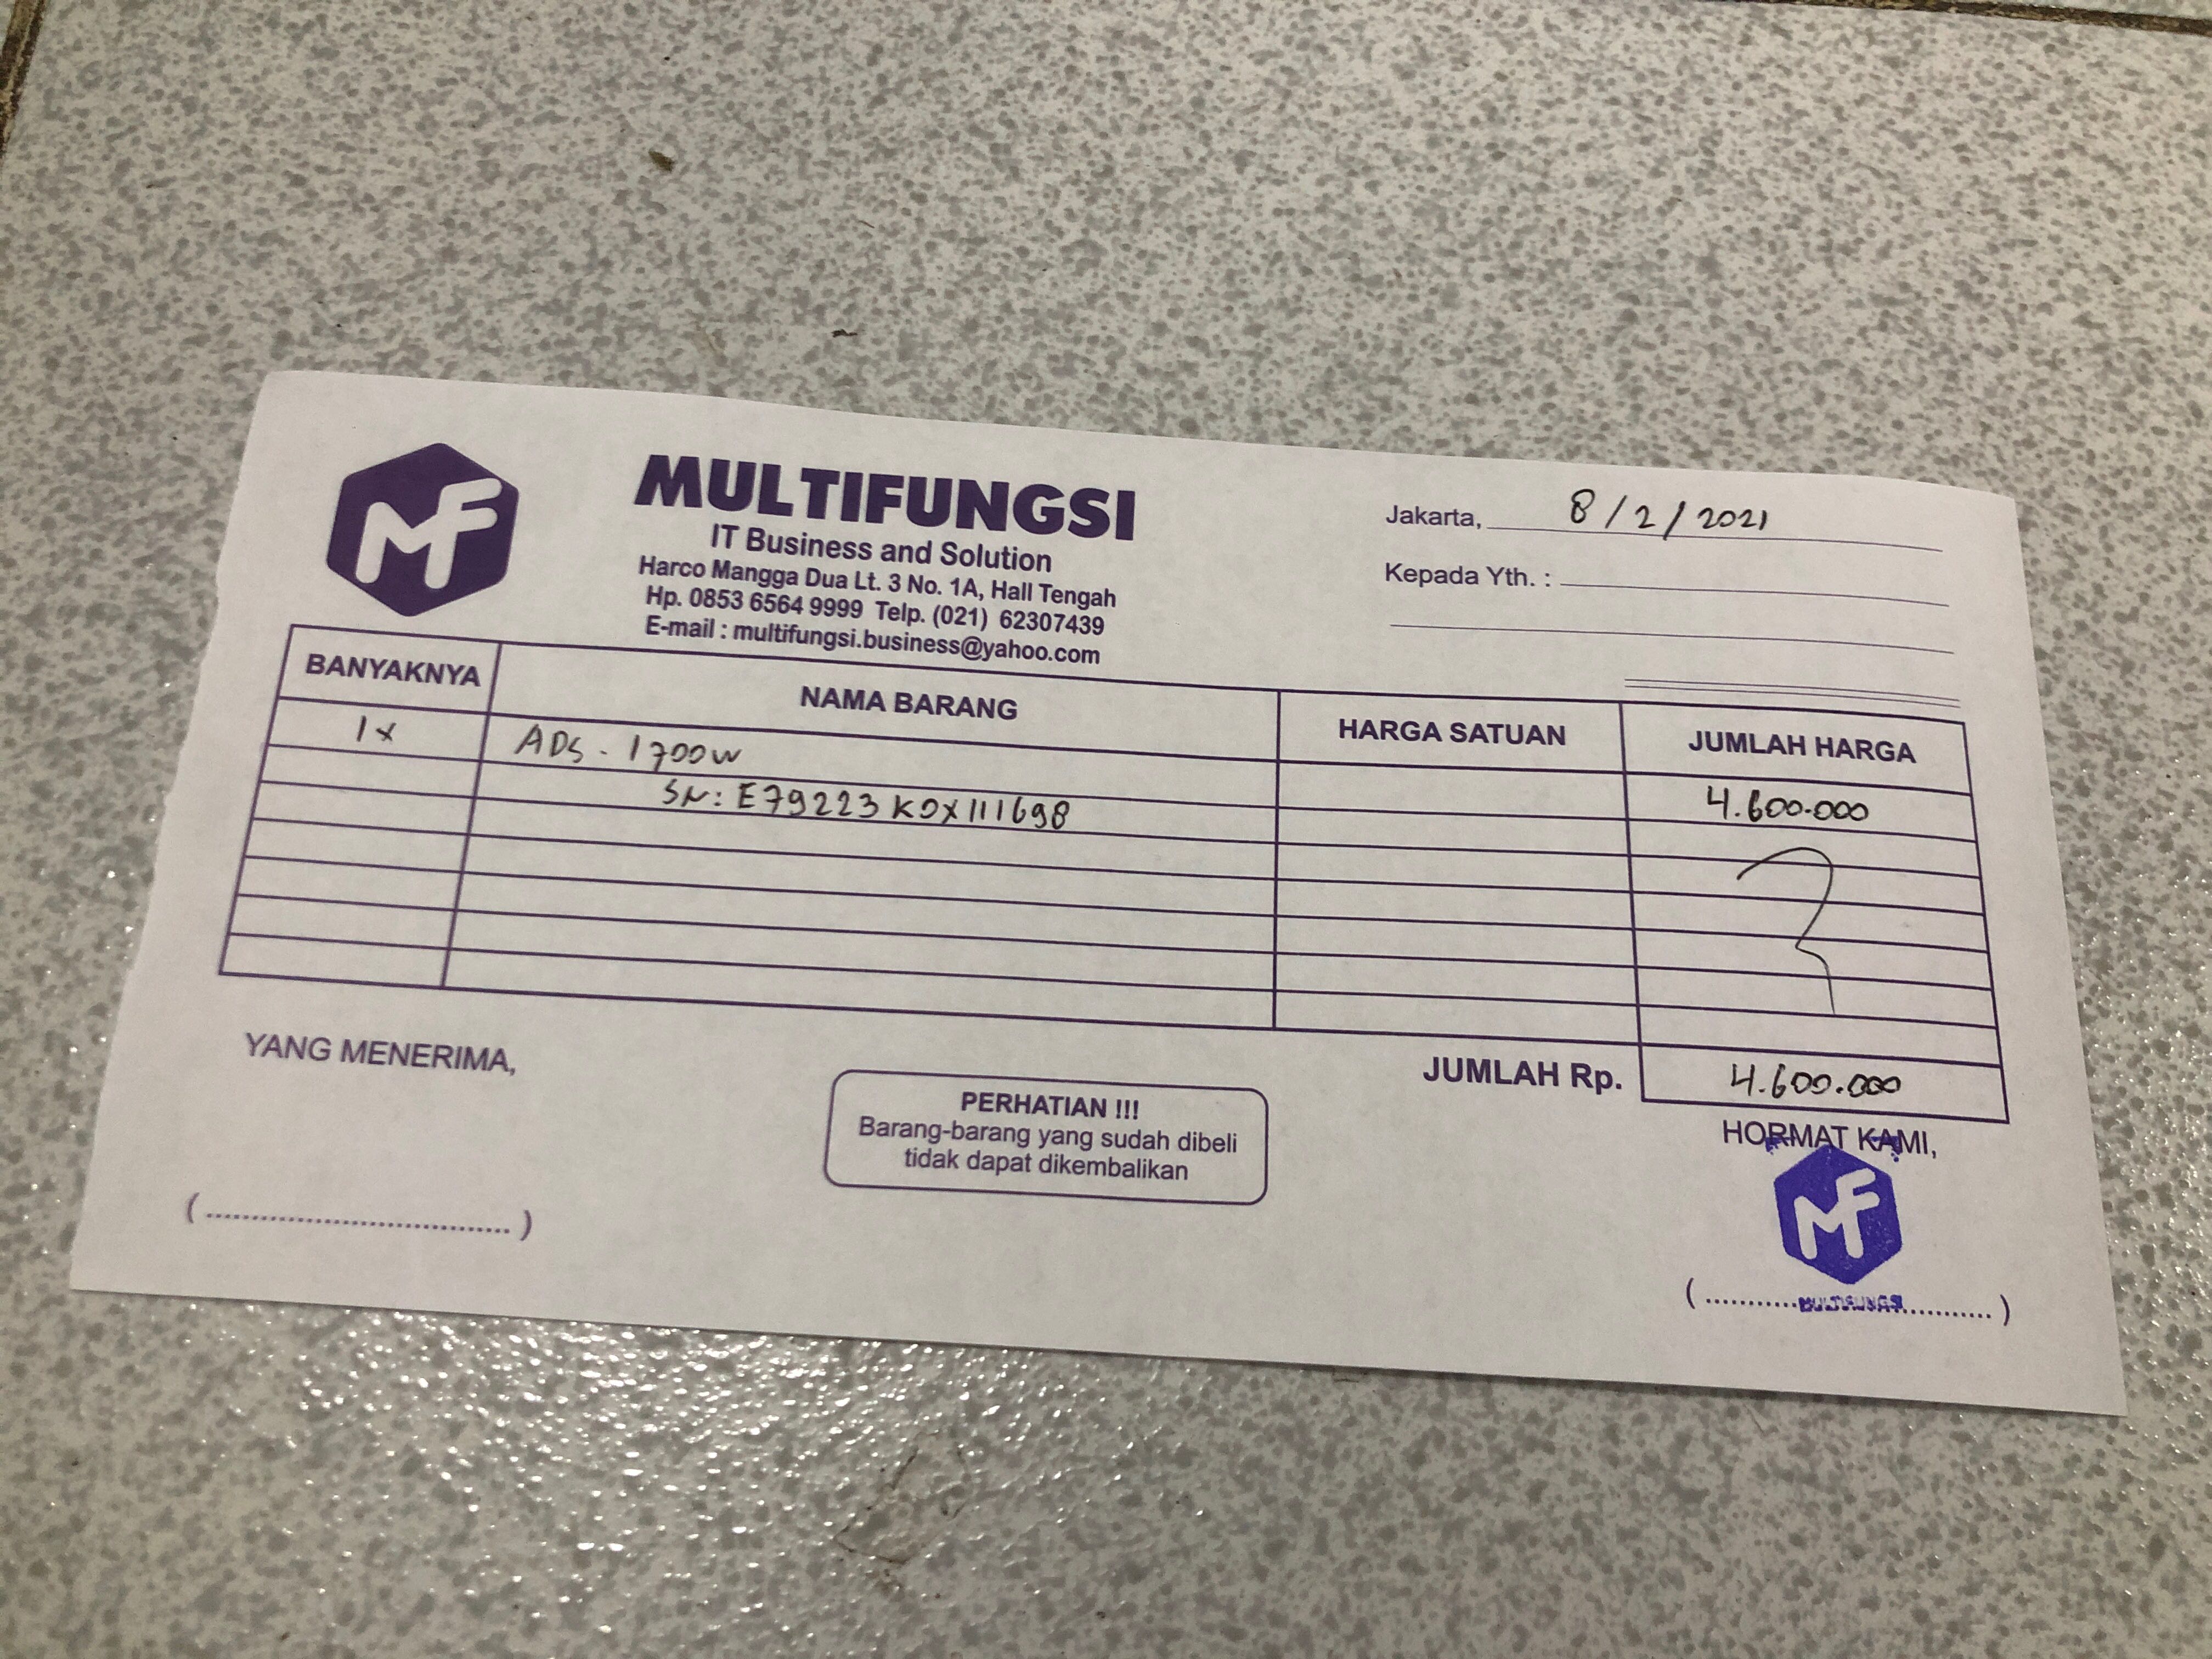 MF
MULTIFUNGSI
IT Business and Solution
Harco Mangga Dua Lt. 3 No. 1A, Hall Tengah
Hp. 0853 6564 9999 Telp. (021) 62307439
E-mail : multifungsi.business@yahoo.com
Jakarta, 8/2/2021
Kepada Yth. :
BANYAKNYA NAMA BARANG HARGA SATUAN JUMLAH HARGA
1x ADS - 1700W 4.600.000
SN: E79223K0X111698
JUMLAH Rp. 4.600.000
YANG MENERIMA,
(..................................)
PERHATIAN !!!
Barang-barang yang sudah dibeli
tidak dapat dikembalikan
HORMAT KAMI,
MF
MULTIFUNGSI
(..................................)